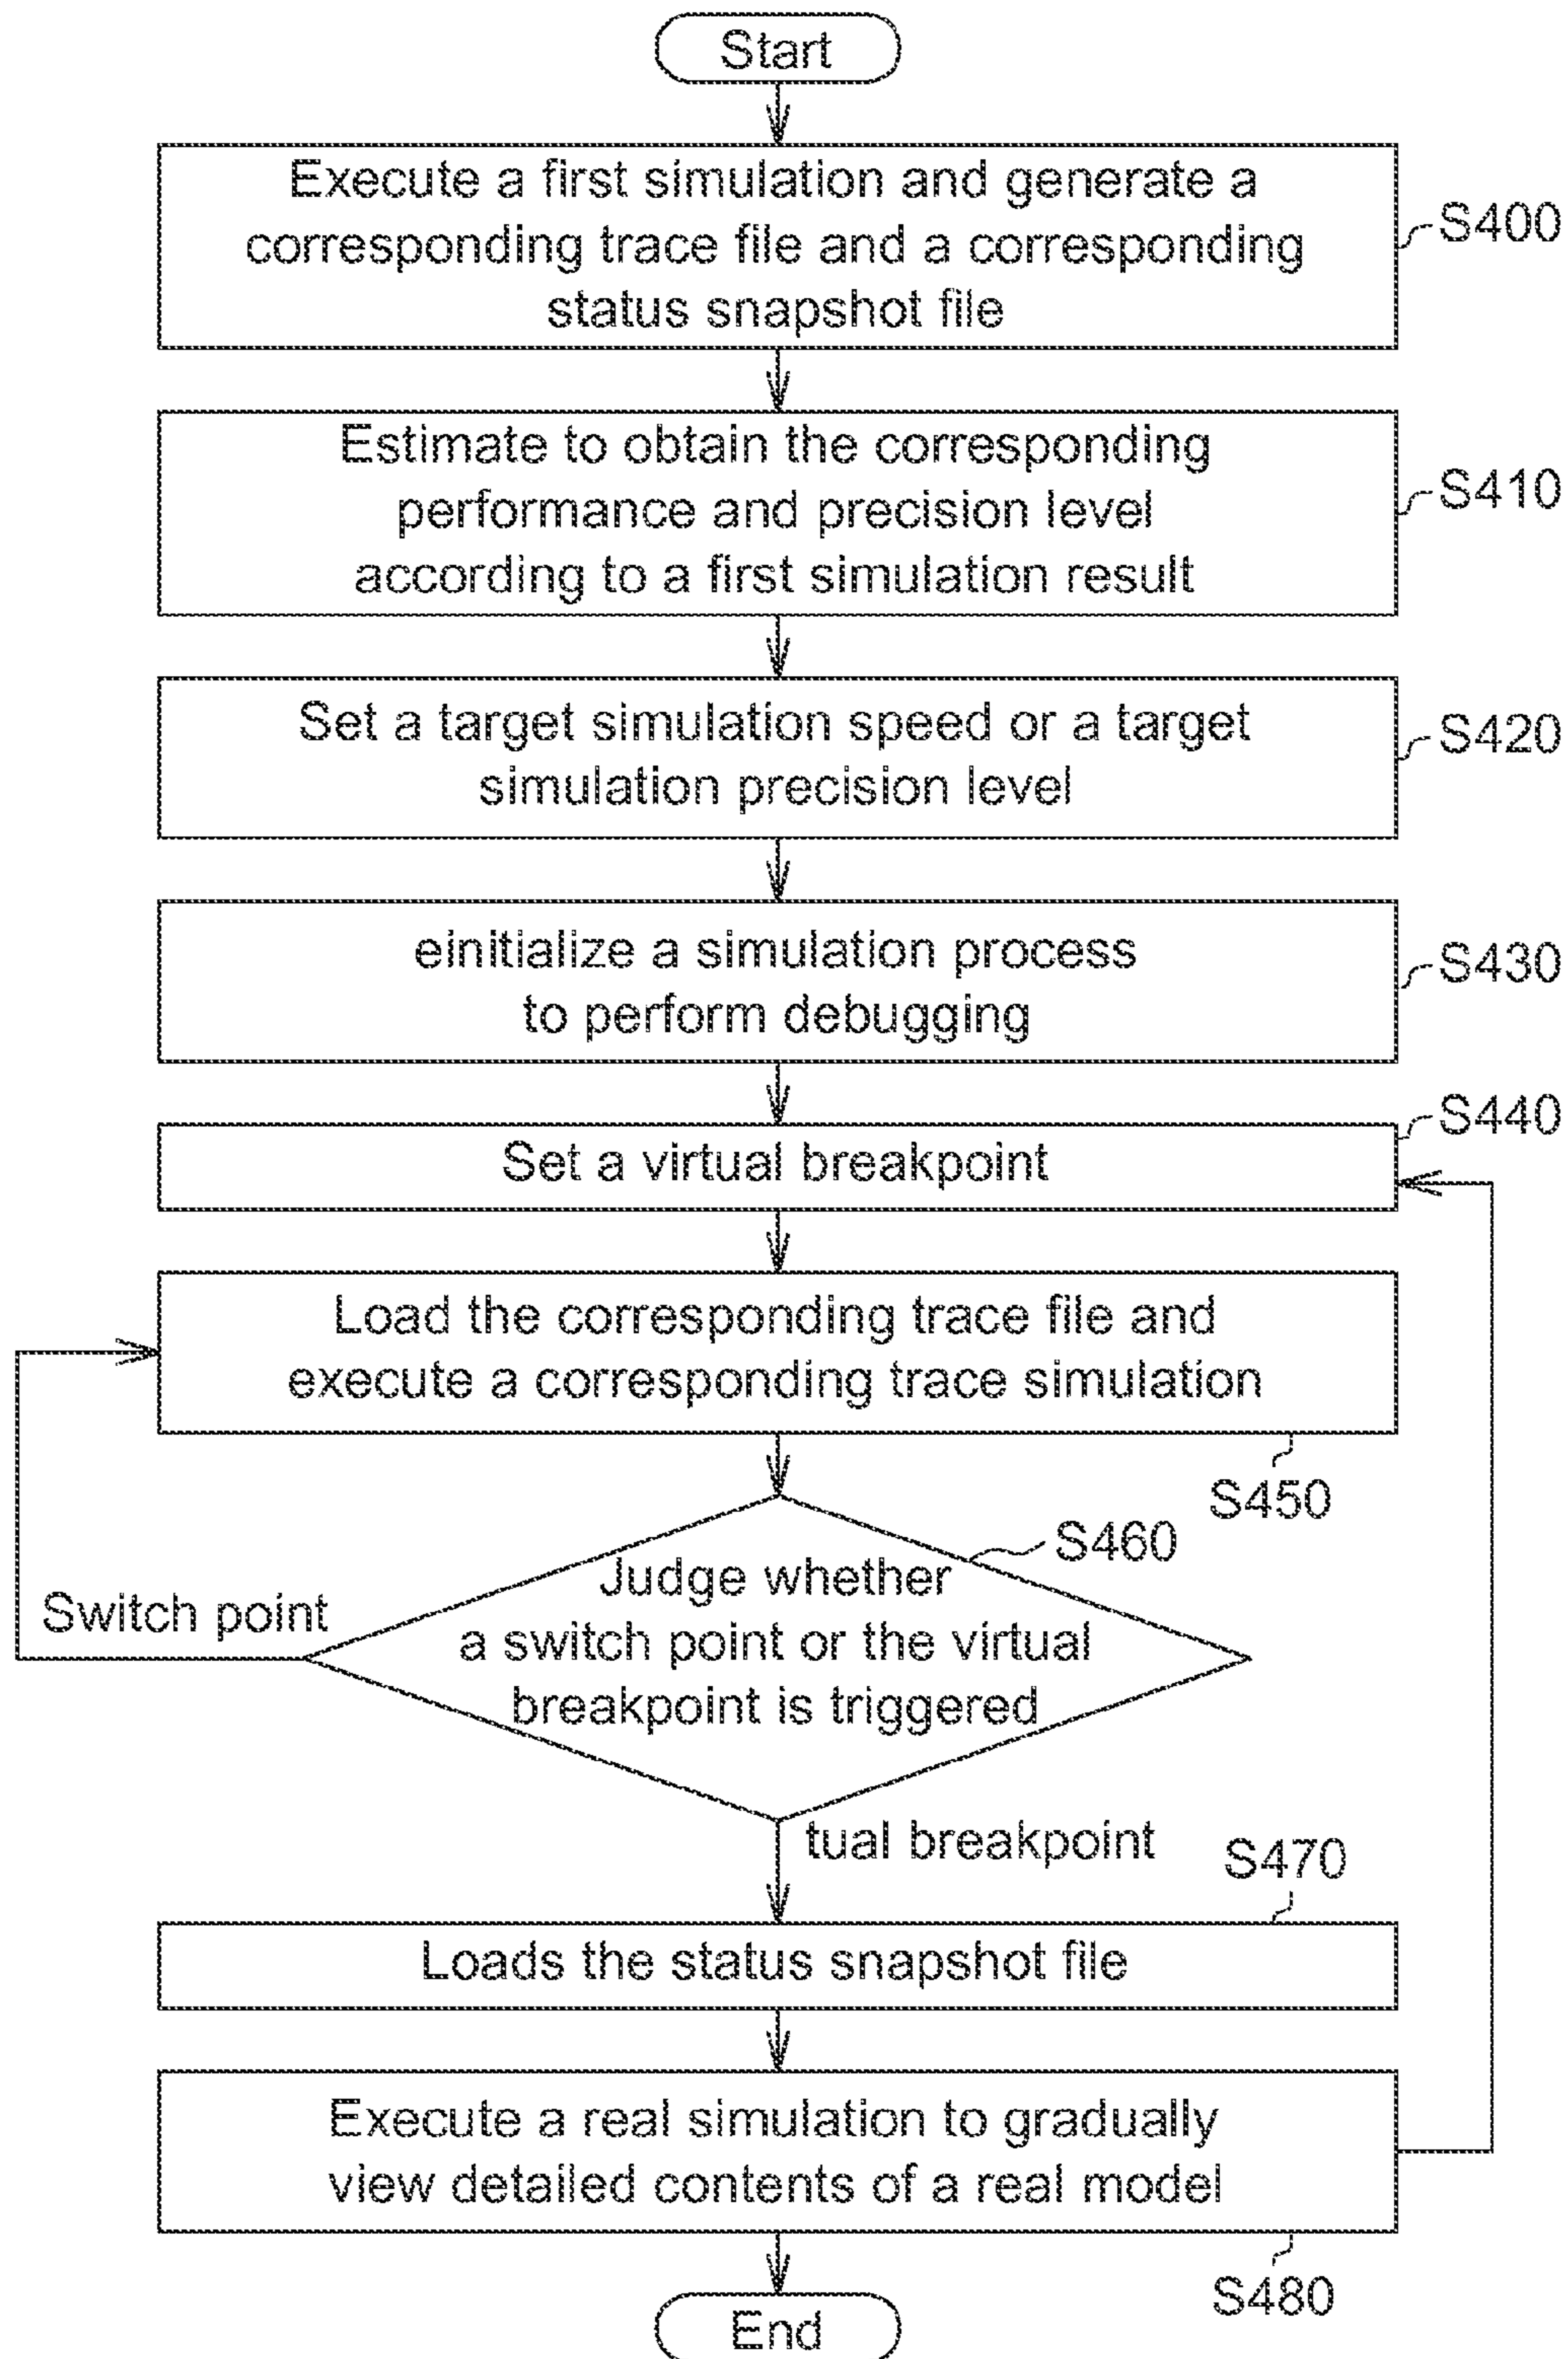 Start
Execute a first simulation and generate a
corresponding trace file and a corresponding
status snapshot file
S400
Estimate to obtain the corresponding
performance and precision level
according to a first simulation result
S410
Set a target simulation speed or a target
simulation precision level
S420
einitialize a simulation process
to perform debugging
S430
S440
Set a virtual breakpoint
Load the corresponding trace file and
execute a corresponding trace simulation
S450
S460
Judge whether
a switch point or the virtual
breakpoint is triggered
Switch point
tual breakpoint
S470
Loads the status snapshot file
Execute a real simulation to gradually
view detailed contents of a real model
S480
End